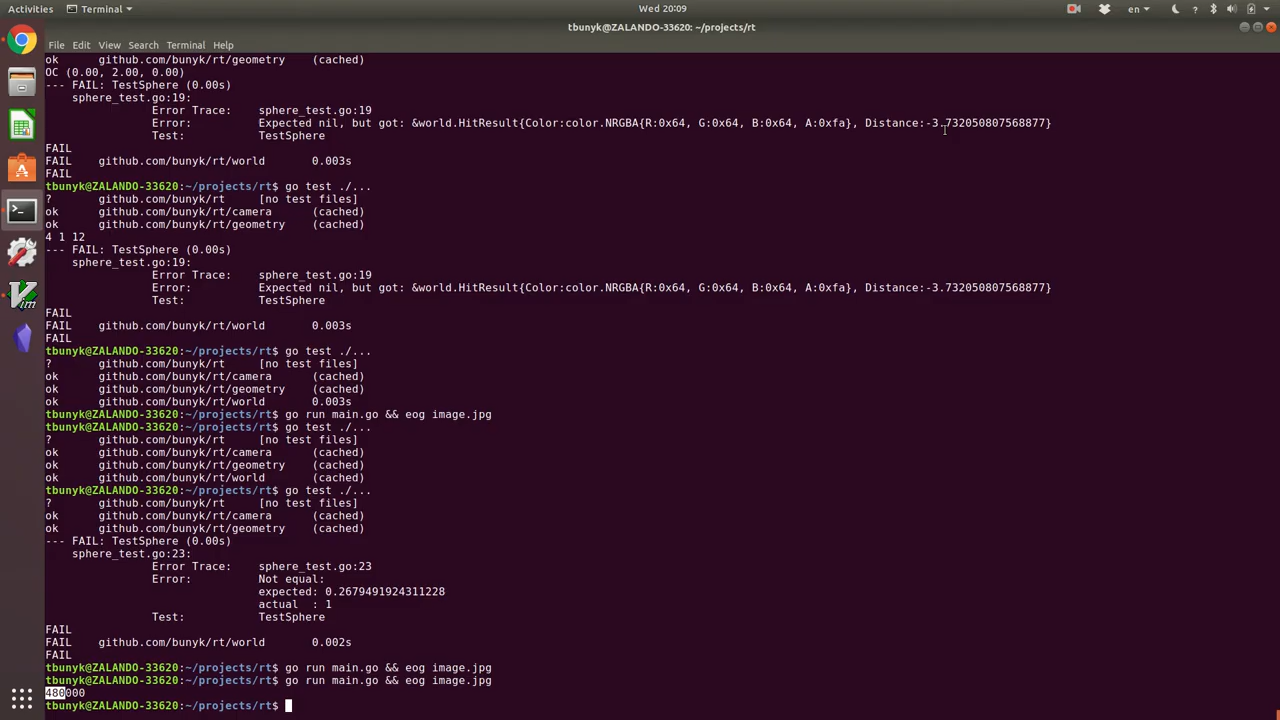 Activities
Terminal
Wed 20:09
en
tbunyk@ZALANDO-33620: ~/projects/rt
File Edit View Search Terminal Help
ok github.com/bunyk/rt/geometry (cached)
OC (0.00, 2.00, 0.00)
--- FAIL: TestSphere (0.00s)
sphere_test.go:19:
Error Trace: sphere_test.go:19
Error: Expected nil, but got: &world.HitResult{Color:color.NRGBA{R:0x64, G:0x64, B:0x64, A:0xfa}, Distance:-3.732050807568877}
Test: TestSphere
FAIL
FAIL github.com/bunyk/rt/world 0.003s
FAIL
tbunyk@ZALANDO-33620:~/projects/rt$ go test ./...
? github.com/bunyk/rt [no test files]
ok github.com/bunyk/rt/camera (cached)
ok github.com/bunyk/rt/geometry (cached)
4 1 12
--- FAIL: TestSphere (0.00s)
sphere_test.go:19:
Error Trace: sphere_test.go:19
Error: Expected nil, but got: &world.HitResult{Color:color.NRGBA{R:0x64, G:0x64, B:0x64, A:0xfa}, Distance:-3.732050807568877}
Test: TestSphere
FAIL
FAIL github.com/bunyk/rt/world 0.003s
FAIL
tbunyk@ZALANDO-33620:~/projects/rt$ go test ./...
? github.com/bunyk/rt [no test files]
ok github.com/bunyk/rt/camera (cached)
ok github.com/bunyk/rt/geometry (cached)
ok github.com/bunyk/rt/world 0.003s
tbunyk@ZALANDO-33620:~/projects/rt$ go run main.go && eog image.jpg
tbunyk@ZALANDO-33620:~/projects/rt$ go test ./...
? github.com/bunyk/rt [no test files]
ok github.com/bunyk/rt/camera (cached)
ok github.com/bunyk/rt/geometry (cached)
ok github.com/bunyk/rt/world (cached)
tbunyk@ZALANDO-33620:~/projects/rt$ go test ./...
? github.com/bunyk/rt [no test files]
ok github.com/bunyk/rt/camera (cached)
ok github.com/bunyk/rt/geometry (cached)
--- FAIL: TestSphere (0.00s)
sphere_test.go:23:
Error Trace: sphere_test.go:23
Error: Not equal:
expected: 0.2679491924311228
actual : 1
Test: TestSphere
FAIL
FAIL github.com/bunyk/rt/world 0.002s
FAIL
tbunyk@ZALANDO-33620:~/projects/rt$ go run main.go && eog image.jpg
tbunyk@ZALANDO-33620:~/projects/rt$ go run main.go && eog image.jpg
480000
tbunyk@ZALANDO-33620:~/projects/rt$